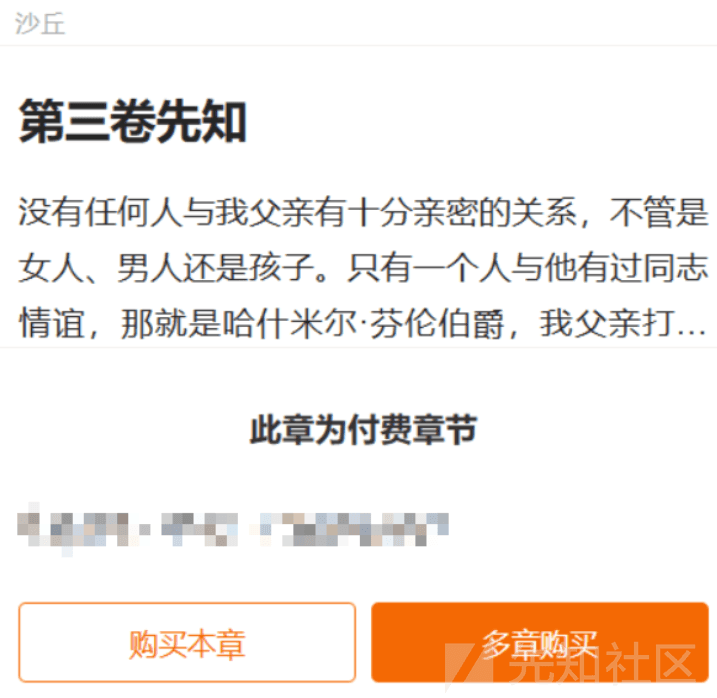 沙丘
第三卷先知
没有任何人与我父亲有十分亲密的关系，不管是
女人、男人还是孩子。只有一个人与他有过同志
情谊，那就是哈什米尔·芬伦伯爵，我父亲打...
此章为付费章节
购买本章
多章购买
先知社区